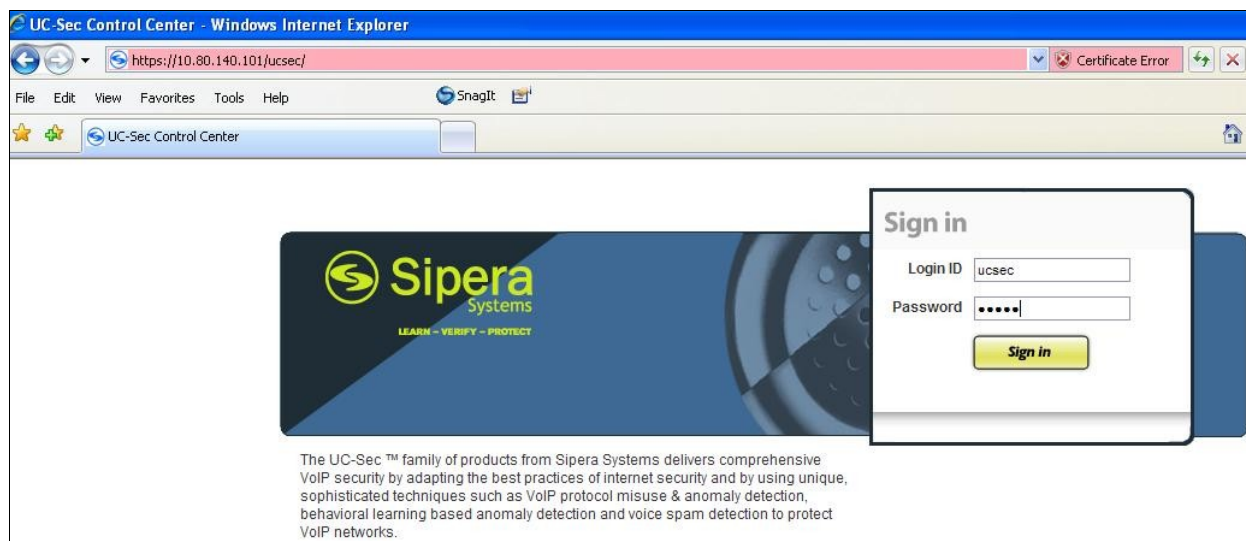 UC-Sec Control Center - Windows Internet Explorer
https://10.80.140.101/ucsec/
Certificate Error
File Edit View Favorites Tools Help
SnagIt
UC-Sec Control Center
Sign in
Login ID ucsec
Password •••••
Sign in
Sipera
Systems
LEARN – VERIFY – PROTECT
The UC-Sec ™ family of products from Sipera Systems delivers comprehensive
VoIP security by adapting the best practices of internet security and by using unique,
sophisticated techniques such as VoIP protocol misuse & anomaly detection,
behavioral learning based anomaly detection and voice spam detection to protect
VoIP networks.